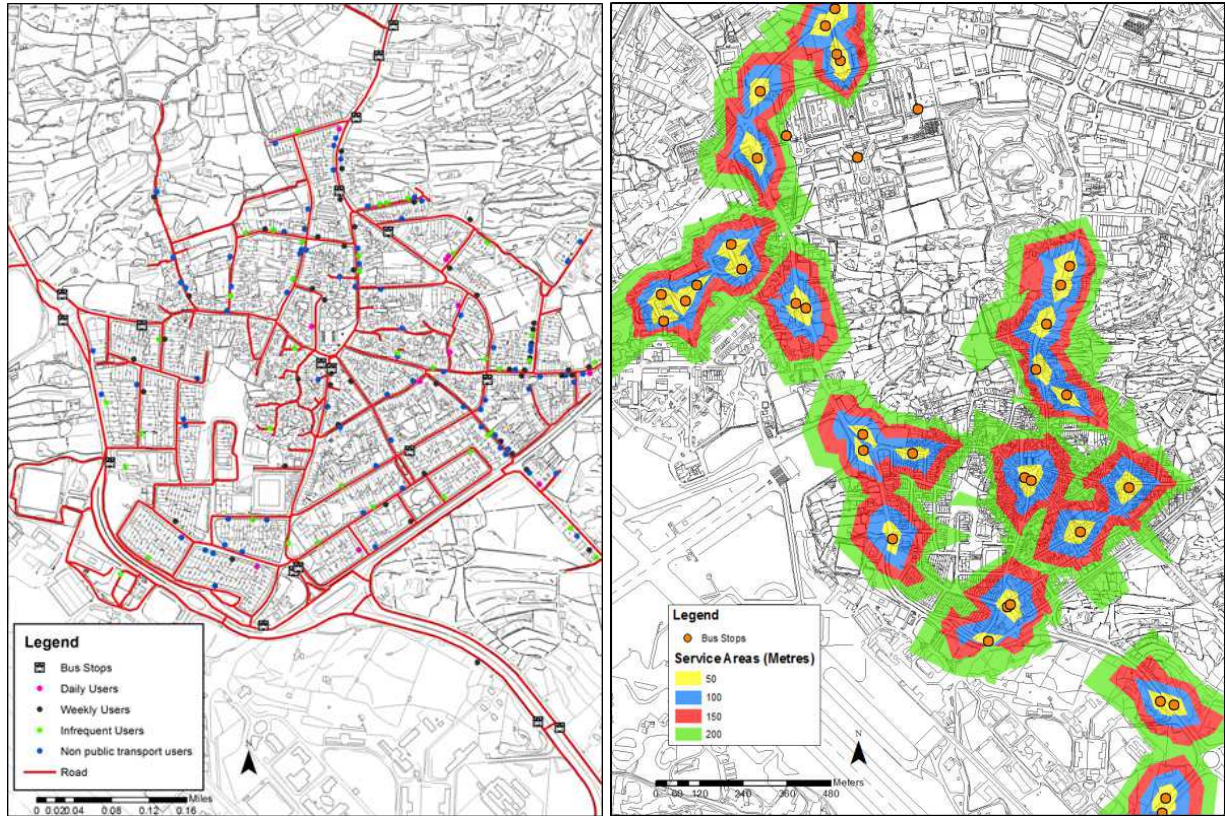 Legend
Bus Stops
Daily Users
Weekly Users
Infrequent Users
Non public transport users
Road
Miles
0 0.020.04 0.08 0.12 0.16
N
Legend
Bus Stops
Service Areas (Metres)
50
100
150
200
N
Meters
0 60 120 240 360 480